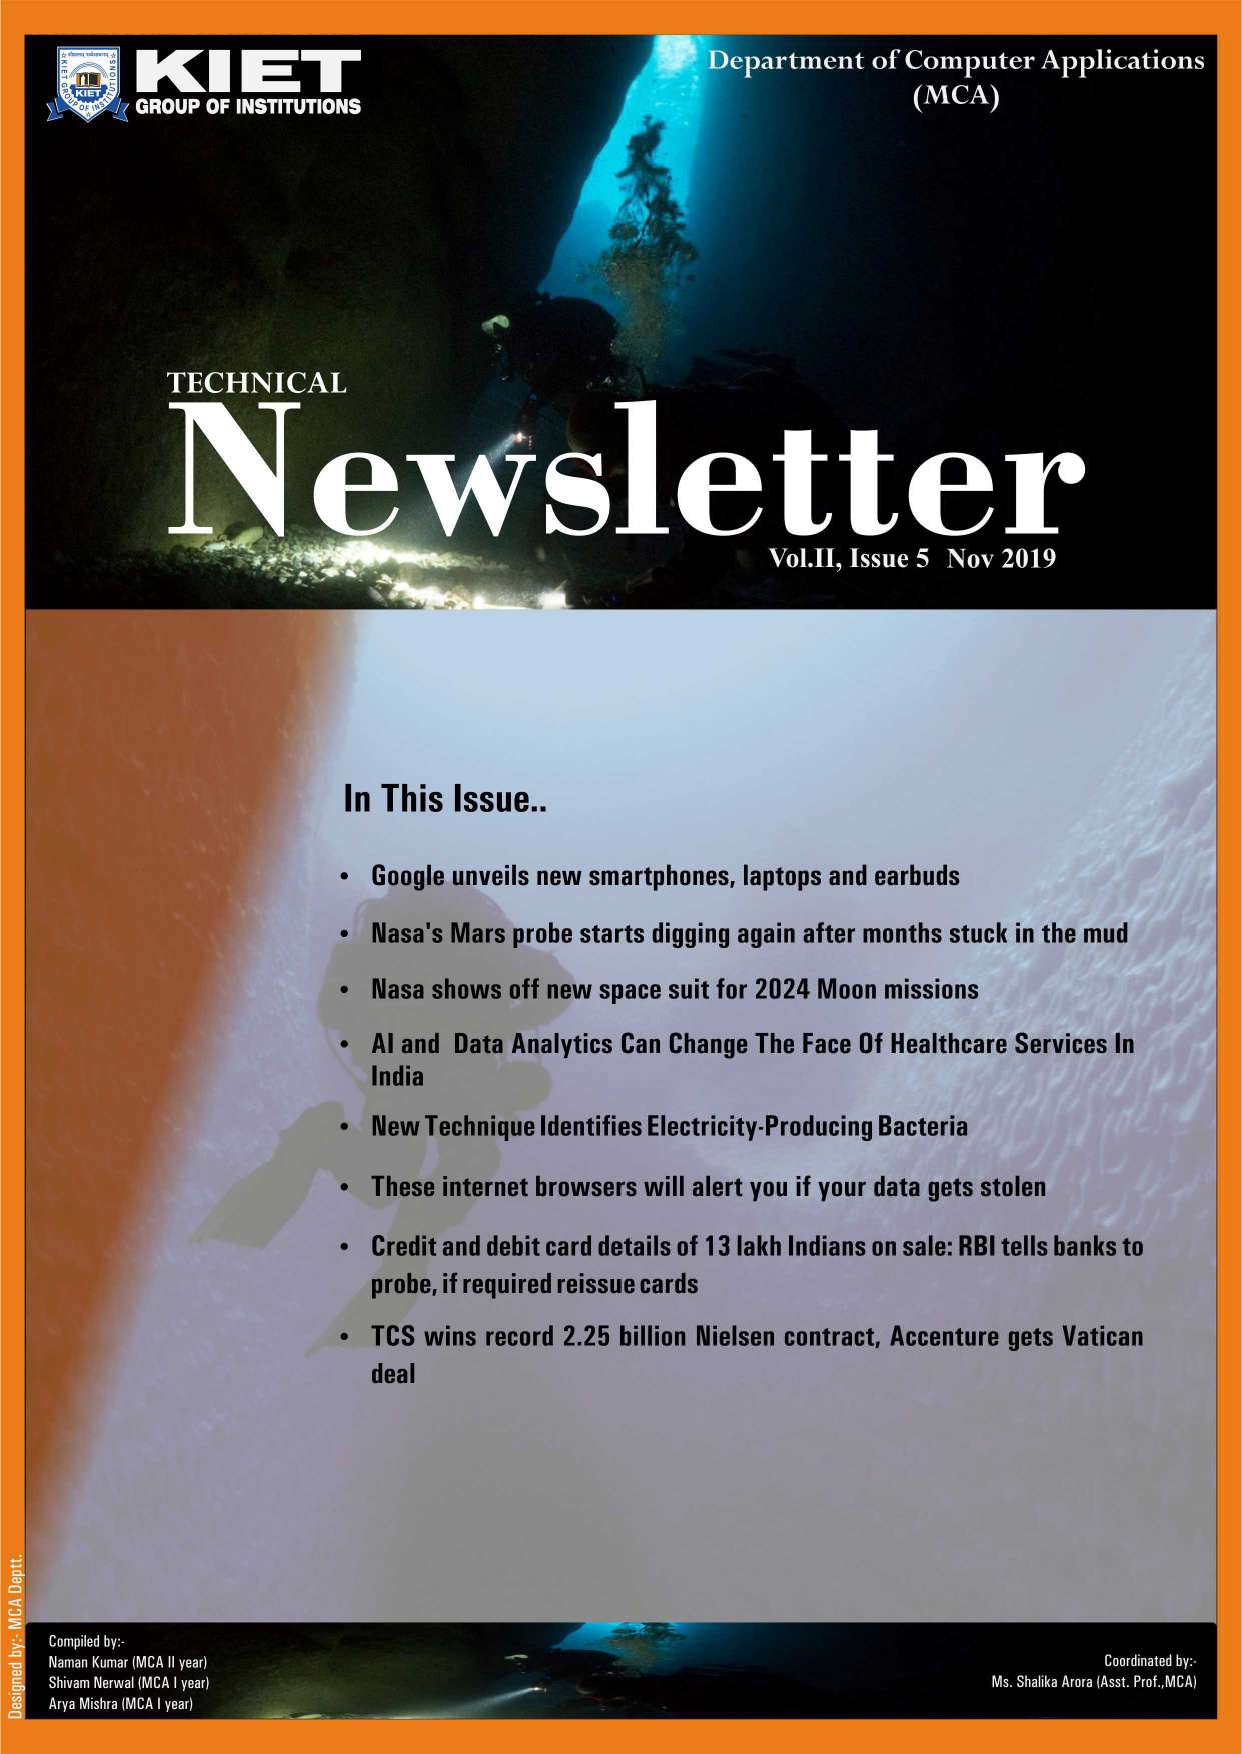 KIET
GROUP OF INSTITUTIONS
KIET
KIET GROUP OF INSTITUTIONS
Department of Computer Applications
(MCA)
TECHNICAL
Newsletter
Vol.II, Issue 5 Nov 2019
In This Issue..
• Google unveils new smartphones, laptops and earbuds
• Nasa's Mars probe starts digging again after months stuck in the mud
• Nasa shows off new space suit for 2024 Moon missions
• AI and Data Analytics Can Change The Face Of Healthcare Services In
India
• New Technique Identifies Electricity-Producing Bacteria
• These internet browsers will alert you if your data gets stolen
• Credit and debit card details of 13 lakh Indians on sale: RBI tells banks to
probe, if required reissue cards
• TCS wins record 2.25 billion Nielsen contract, Accenture gets Vatican
deal
Designed by:- MCA Deptt.
Compiled by:-
Naman Kumar (MCA II year)
Shivam Nerwal (MCA I year)
Arya Mishra (MCA I year)
Coordinated by:-
Ms. Shalika Arora (Asst. Prof.,MCA)